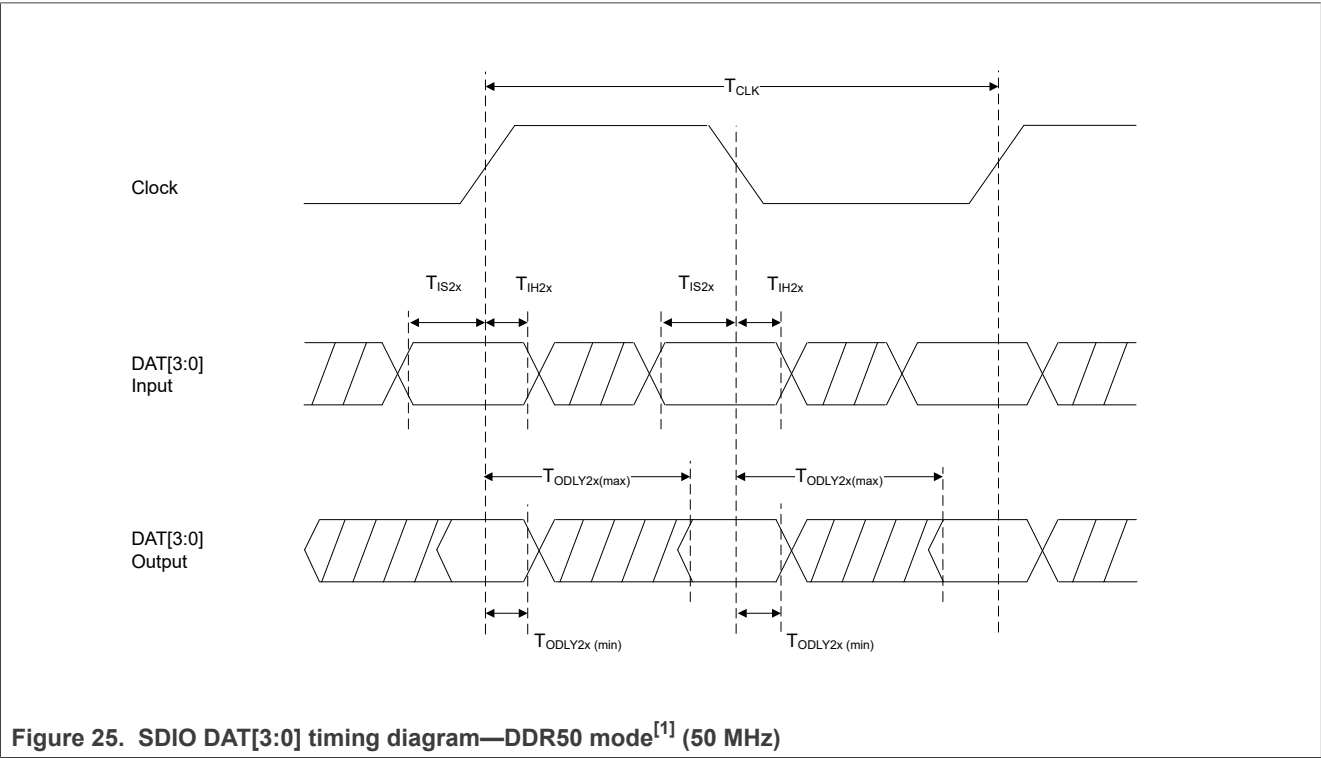 TCLK
Clock
TIS2x TIH2x TIS2x TIH2x
DAT[3:0]
Input
TODLY2x(max) TODLY2x(max)
DAT[3:0]
Output
TODLY2x (min) TODLY2x (min)
Figure 25. SDIO DAT[3:0] timing diagram—DDR50 mode[1] (50 MHz)